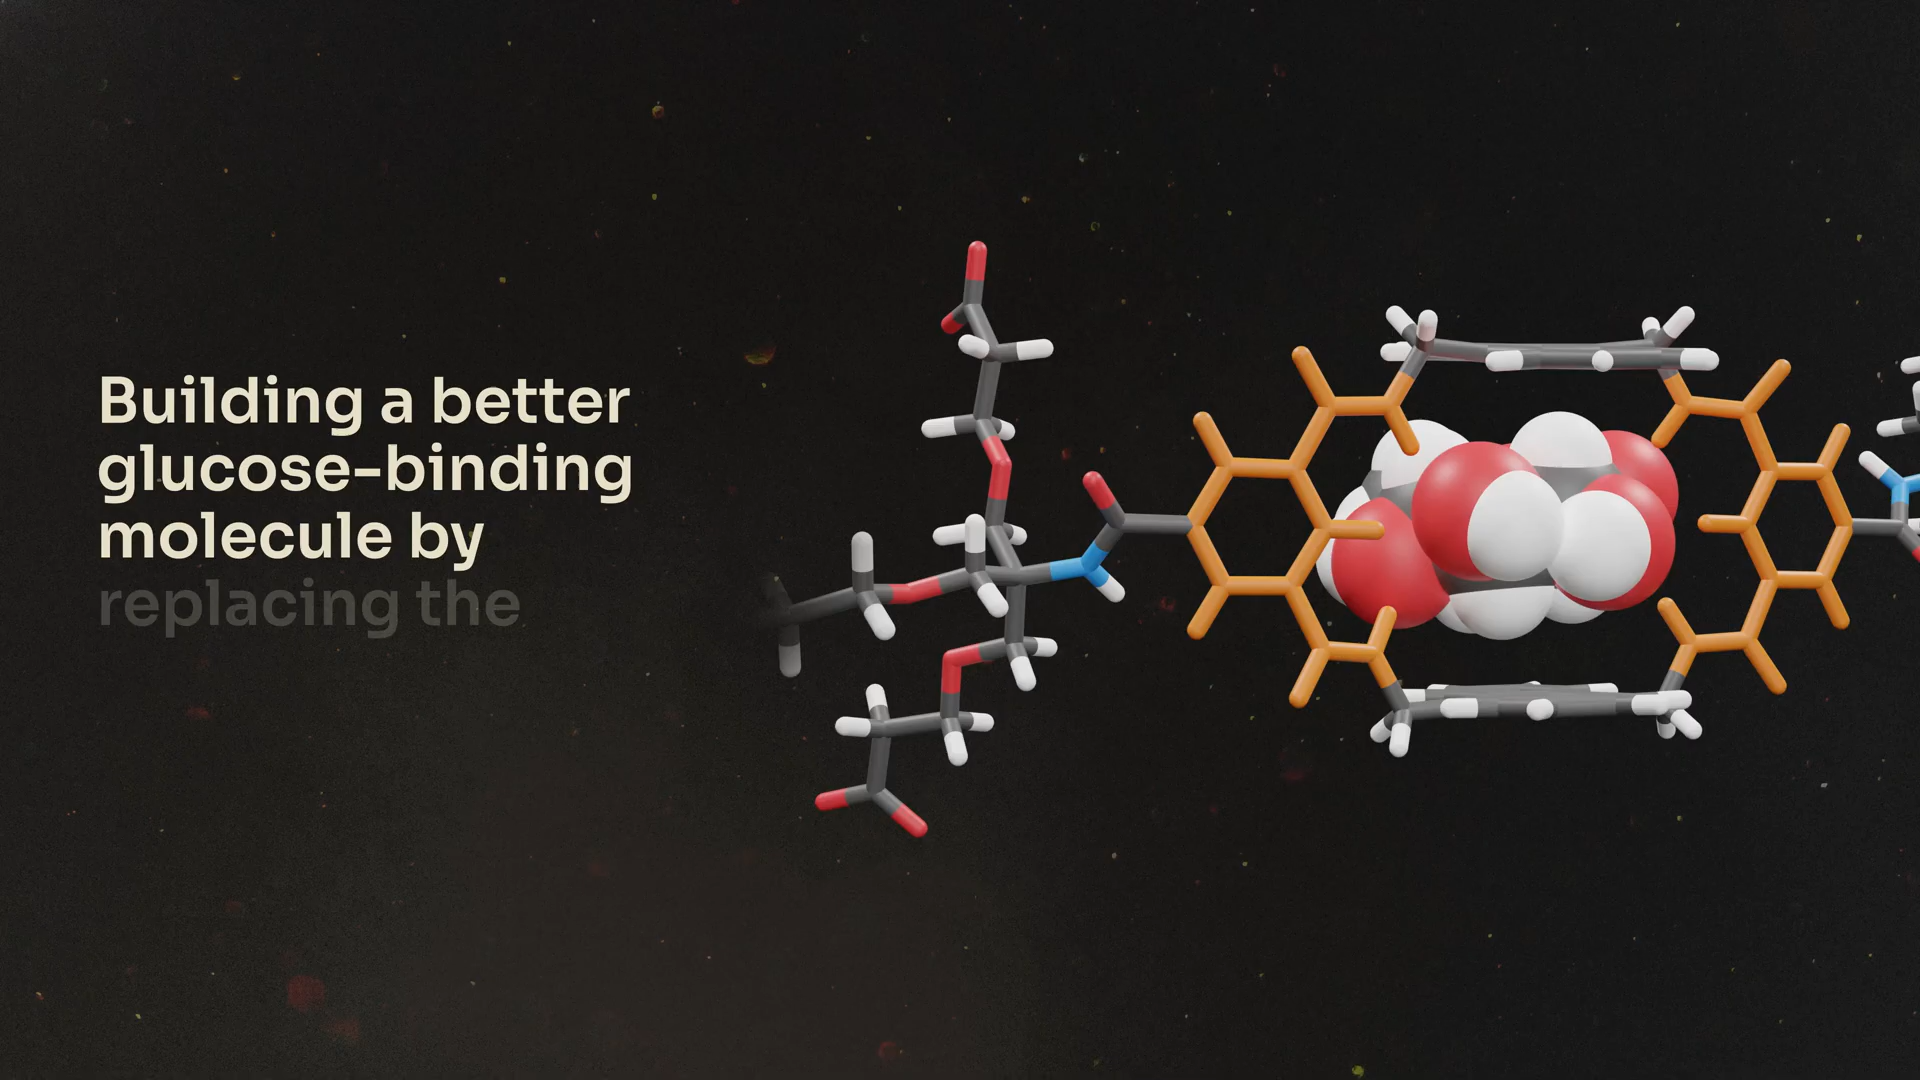 Building a better
glucose-binding
molecule by
replacing the